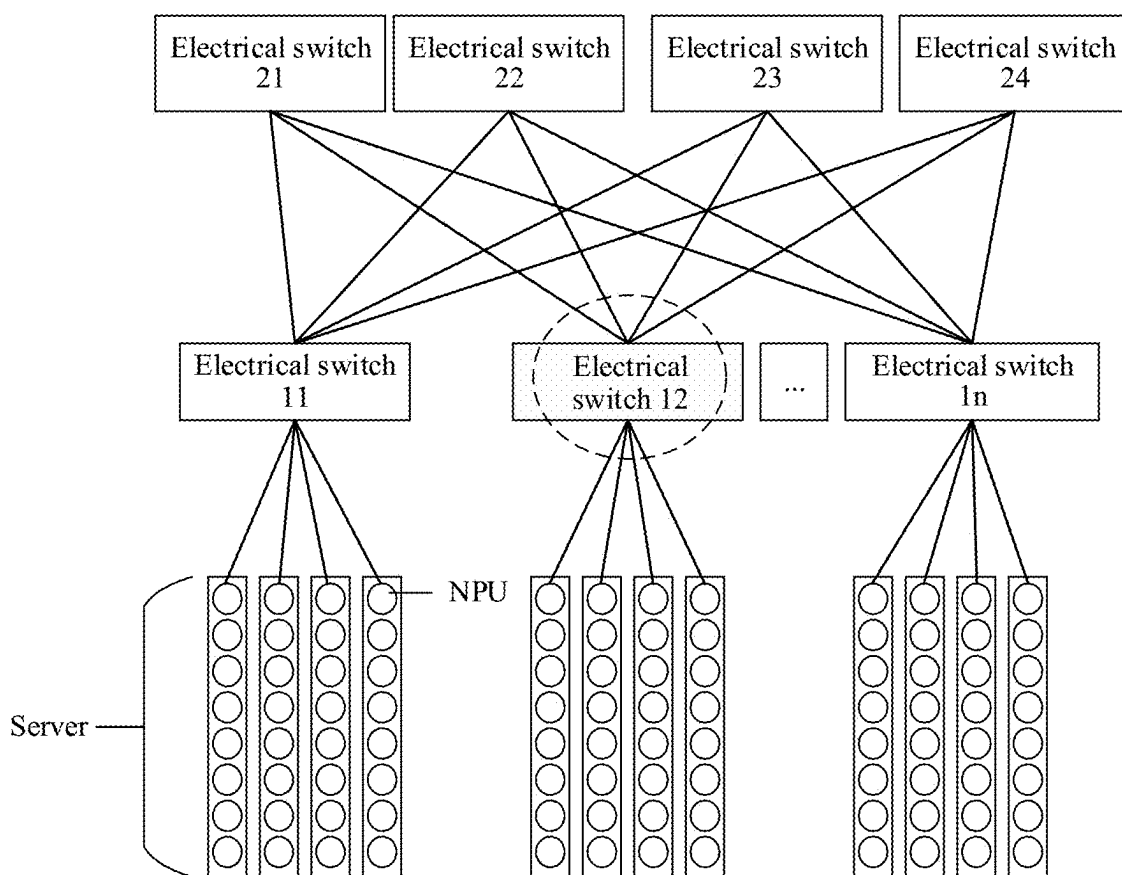 Electrical switch
21
Electrical switch
22
Electrical switch
23
Electrical switch
24
Electrical switch
11
Electrical
switch 12
...
Electrical switch
1n
NPU
Server